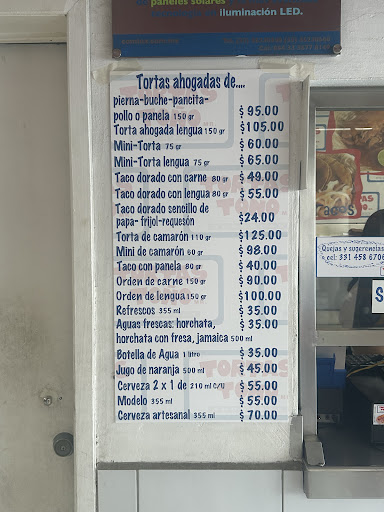 paneles solares
iluminación LED.
Tortas ahogadas de...
pierna-buche-pancita-
pollo o panela 150 gr $ 95.00
Torta ahogada lengua 150 gr $ 105.00
Mini-Torta 75 gr $ 60.00
Mini-Torta lengua 75 gr $ 65.00
Taco dorado con carne 80 gr $ 49.00
Taco dorado con lengua 80 gr $ 55.00
Taco dorado sencillo de
papa- frijol-requesón $ 24.00
Torta de camarón 110 gr $ 125.00
Mini de camarón 60 gr $ 98.00
Taco con panela 80 gr $ 40.00
Orden de carne 150 gr $ 90.00
Orden de lengua 150 gr $ 100.00
Refrescos 355 ml $ 35.00
Aguas frescas: horchata, $ 35.00
horchata con fresa, jamaica 500 ml
Botella de Agua 1 litro $ 35.00
Jugo de naranja 500 ml $ 45.00
Cerveza 2 x 1 de 210 ml c/u $ 55.00
Modelo 355 ml $ 55.00
Cerveza artesanal 355 ml $ 70.00
Quejas y sugerencias